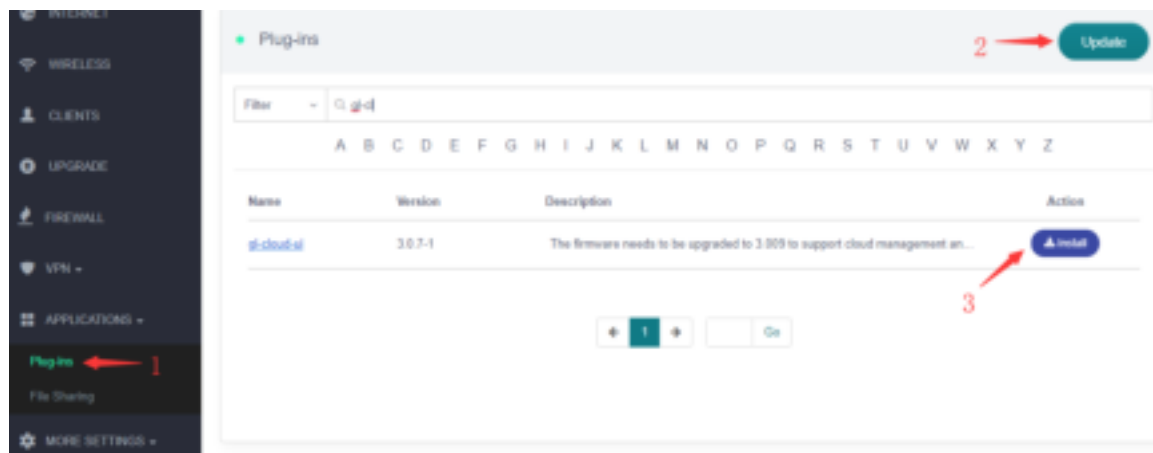 INTERNET
WIRELESS
CLIENTS
UPGRADE
FIREWALL
VPN
APPLICATIONS
Plug-ins
1
File Sharing
MORE SETTINGS
Plug-ins
2
Update
Filter
gl-cl
A B C D E F G H I J K L M N O P Q R S T U V W X Y Z
Name Version Description Action
gl-cloud-ui 3.0.7-1 The firmware needs to be upgraded to 3.009 to support cloud management an... Install
3
1 Go